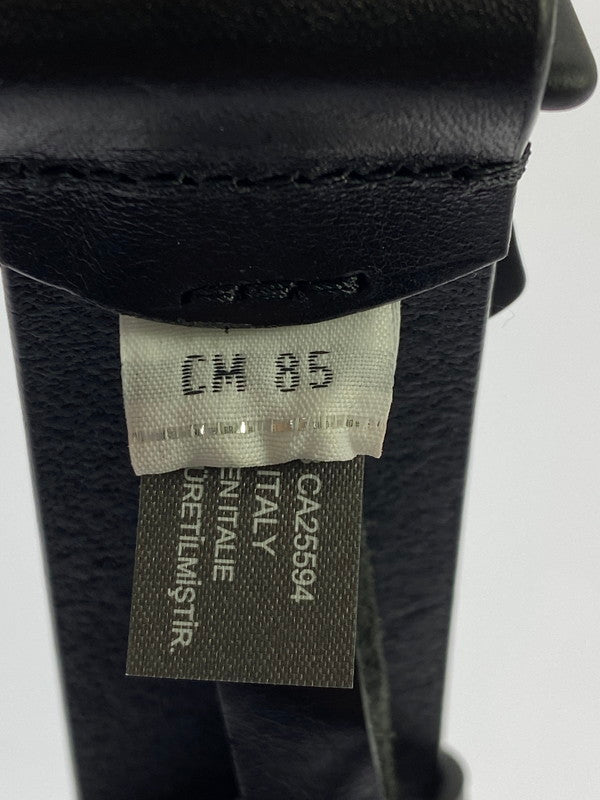 CM 85
CA25594
ITALY
EN ITALIE
ÜRETİLMİŞTİR.